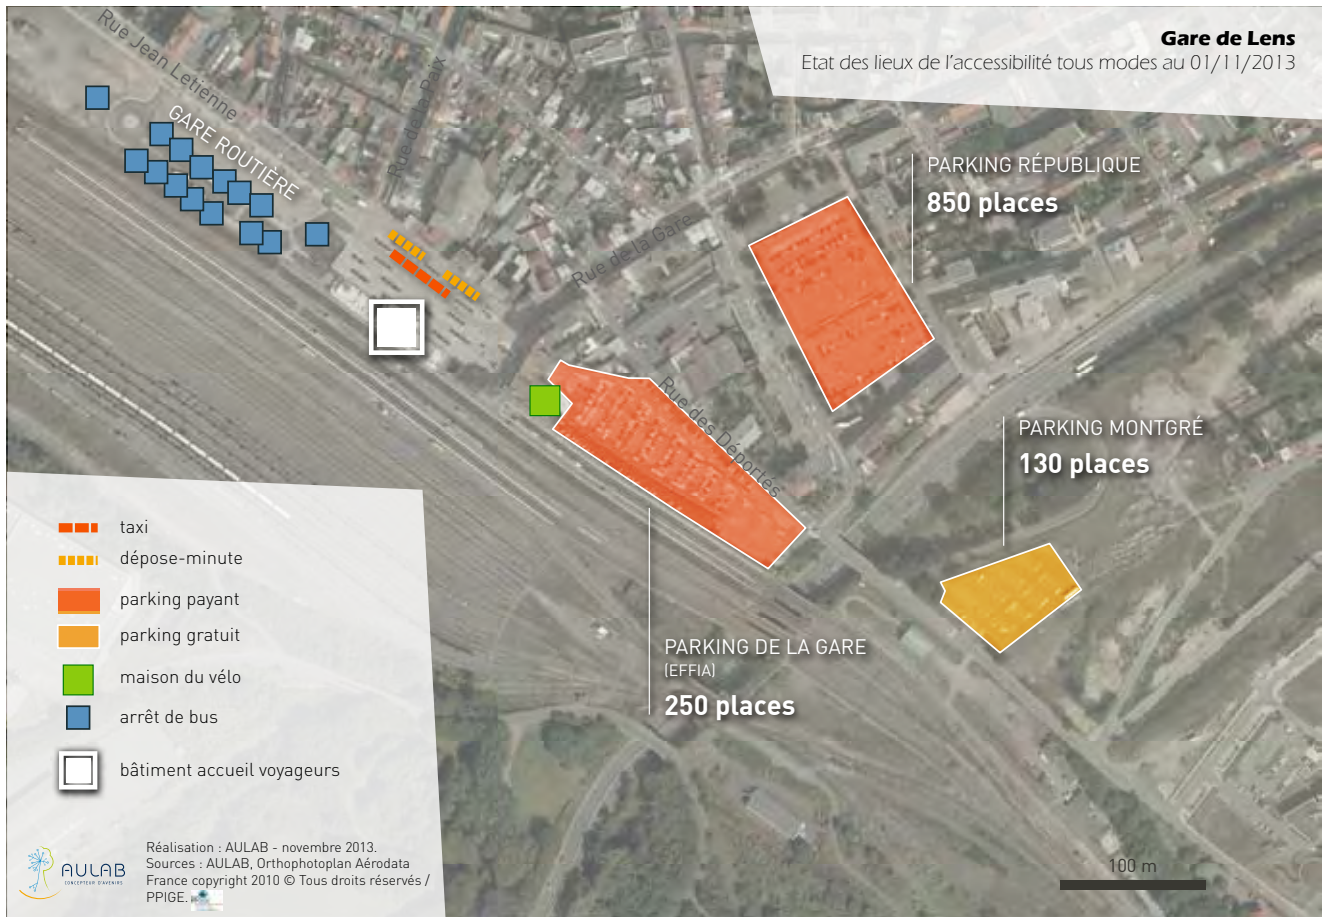 Gare de Lens
Etat des lieux de l'accessibilité tous modes au 01/11/2013
Rue Jean Letienne
GARE ROUTIÈRE
Rue de la Paix
Rue de la Gare
Rue des Déportés
PARKING RÉPUBLIQUE
850 places
PARKING MONTGRÉ
130 places
PARKING DE LA GARE
(EFFIA)
250 places
taxi
dépose-minute
parking payant
parking gratuit
maison du vélo
arrêt de bus
bâtiment accueil voyageurs
AULAB
CONCEPTEUR D'AVENIRS
Réalisation : AULAB - novembre 2013.
Sources : AULAB, Orthophotoplan Aérodata
France copyright 2010 © Tous droits réservés /
PPIGE.
100 m